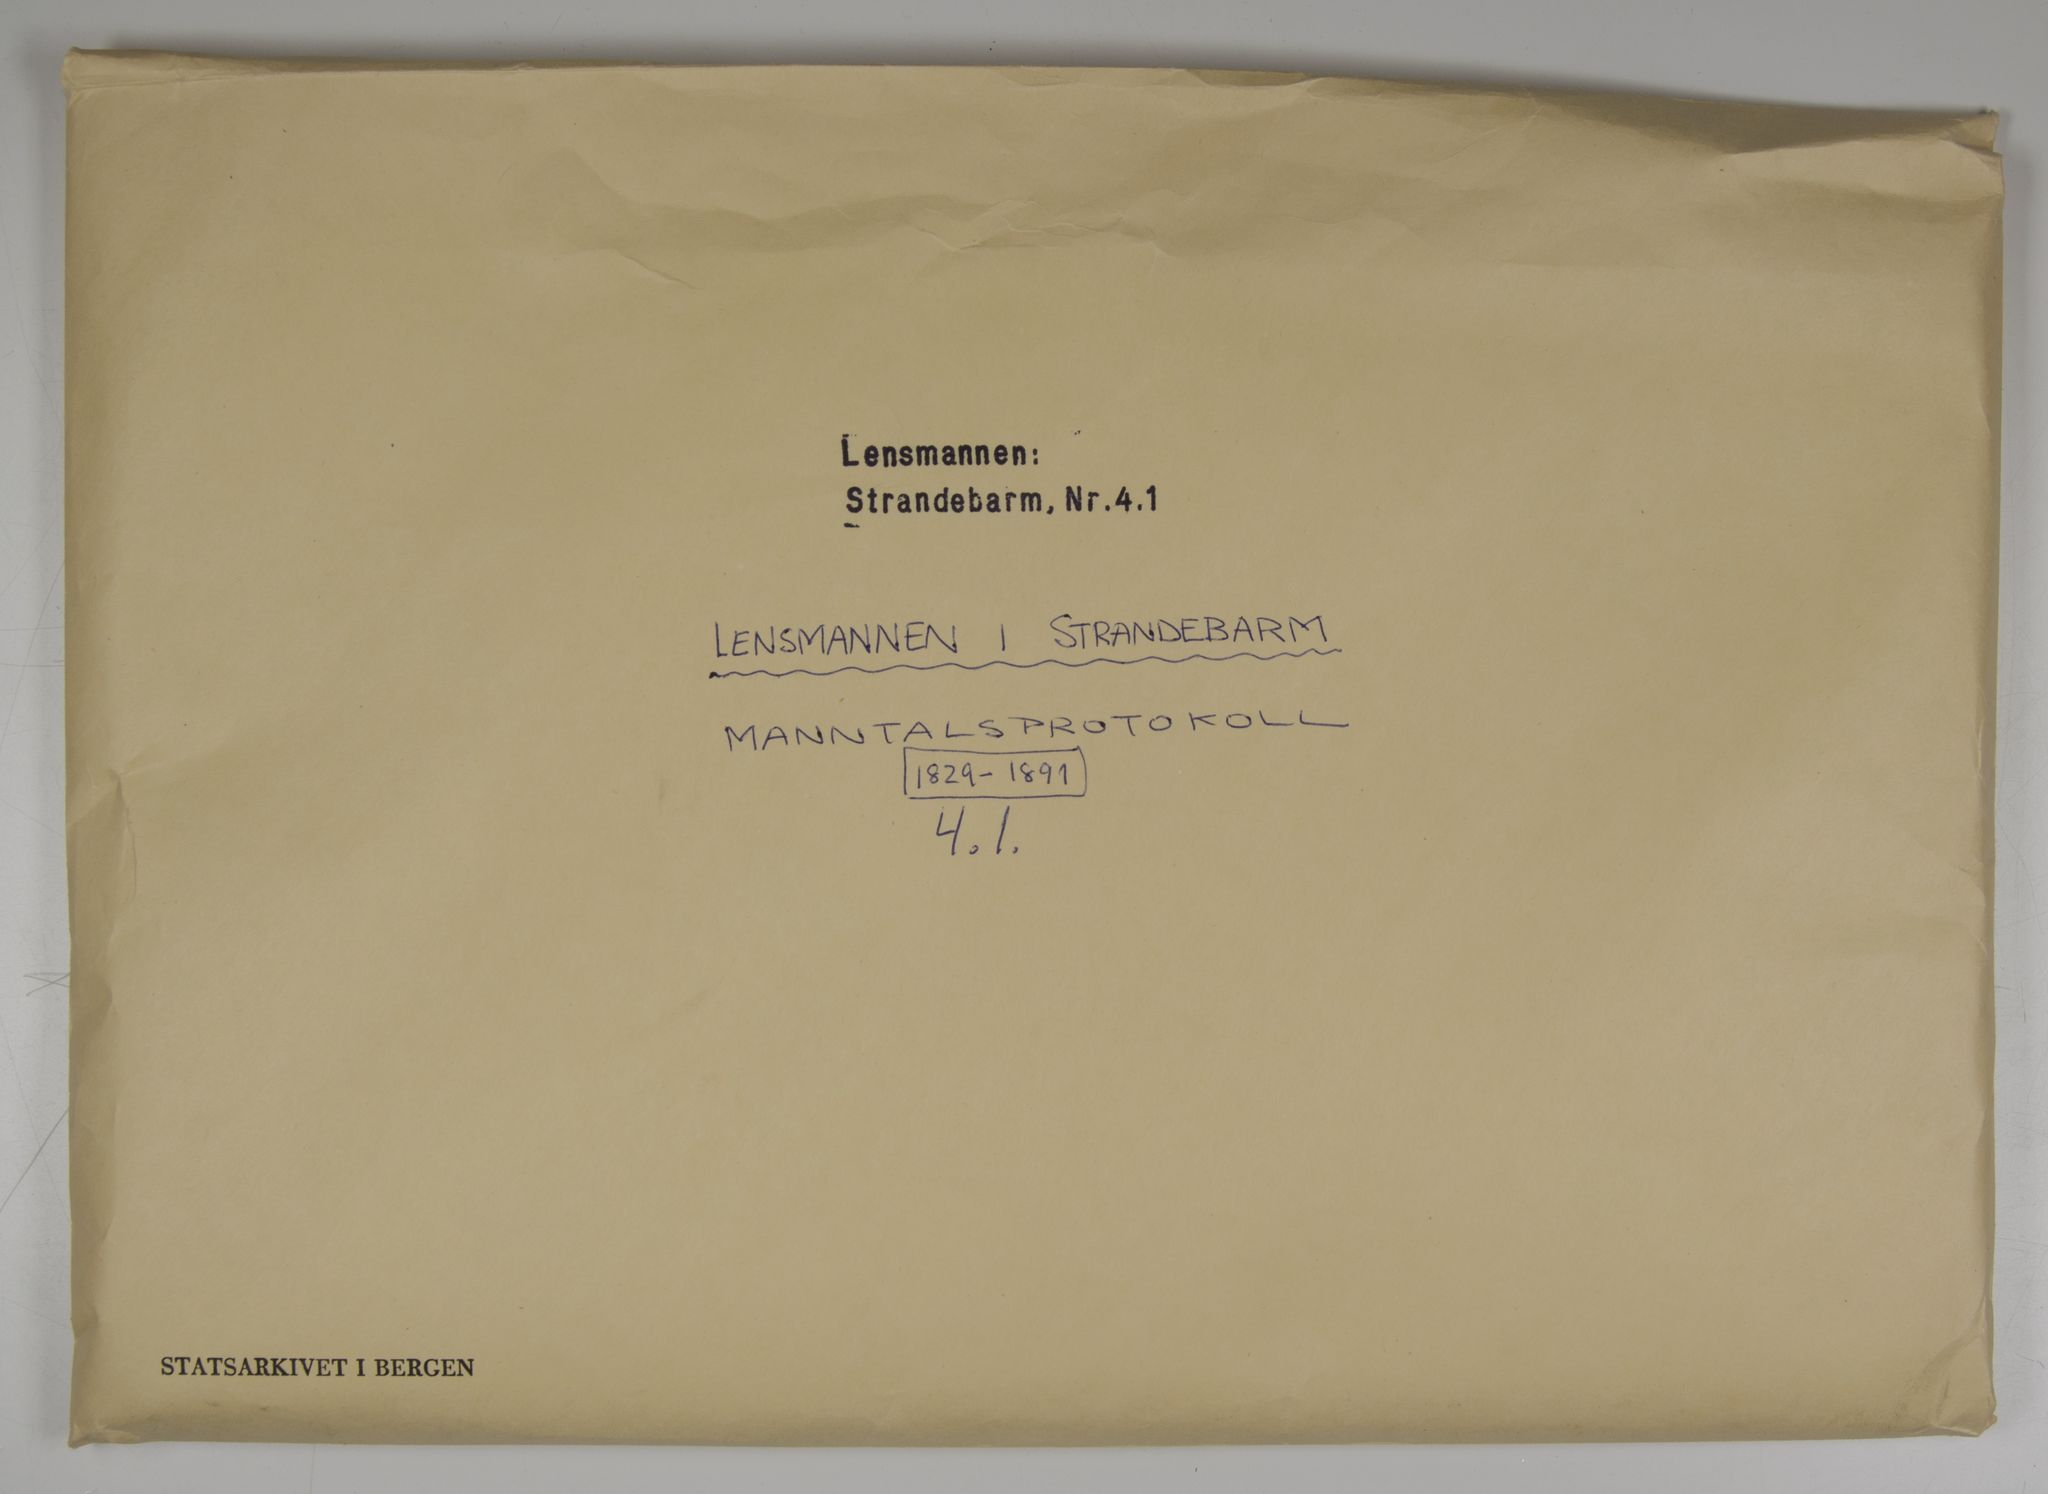 Lensmannen:
Strandebarm, Nr.4.1
LENSMANNEN I STRANDEBARM
MANNTALSPROTOKOLL
1829-1891
4.1.
STATSARKIVET I BERGEN